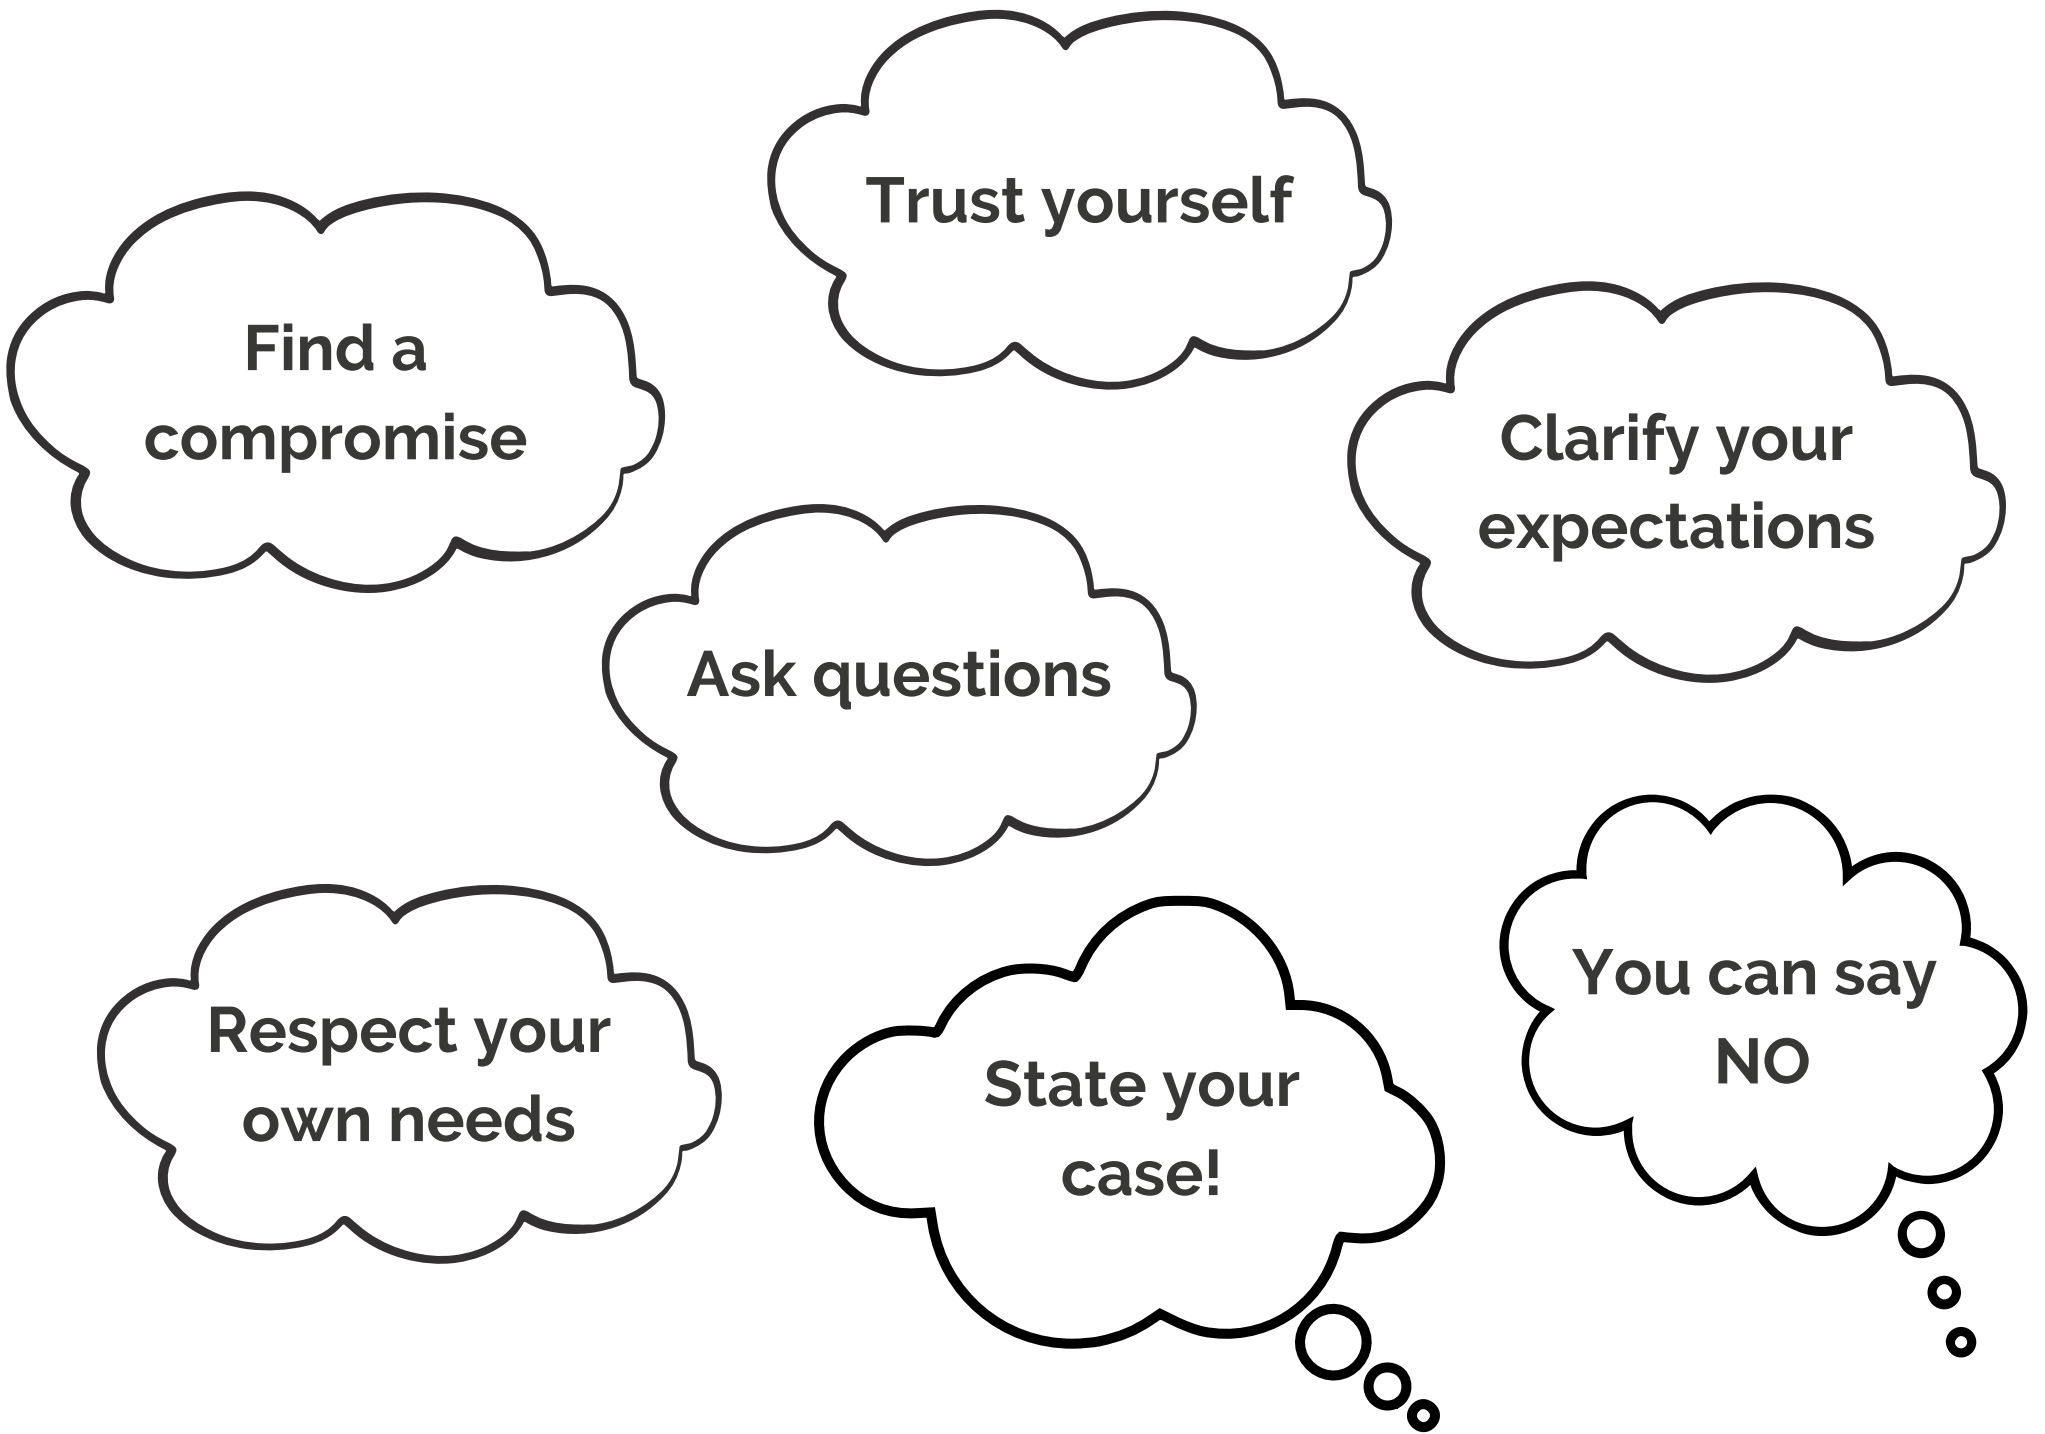 Trust yourself
Find a
compromise
Clarify your
expectations
Ask questions
Respect your
own needs
State your
case!
You can say
NO